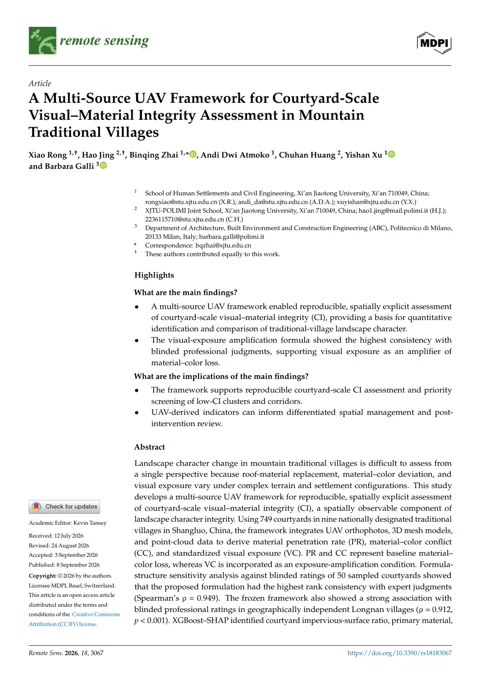 remote sensing
MDPI
Article
A Multi-Source UAV Framework for Courtyard-Scale
Visual–Material Integrity Assessment in Mountain
Traditional Villages
Xiao Rong 1,†, Hao Jing 2,†, Binqing Zhai 1,*, Andi Dwi Atmoko 1, Chuhan Huang 2, Yishan Xu 1
and Barbara Galli 3
1 School of Human Settlements and Civil Engineering, Xi'an Jiaotong University, Xi'an 710049, China;
rongxiao@stu.xjtu.edu.cn (X.R.); andi_da@stu.xjtu.edu.cn (A.D.A.); xuyishan@xjtu.edu.cn (Y.X.)
2 XJTU-POLIMI Joint School, Xi'an Jiaotong University, Xi'an 710049, China; hao1.jing@mail.polimi.it (H.J.);
2236115710@stu.xjtu.edu.cn (C.H.)
3 Department of Architecture, Built Environment and Construction Engineering (ABC), Politecnico di Milano,
20133 Milan, Italy; barbara.galli@polimi.it
* Correspondence: bqzhai@xjtu.edu.cn
† These authors contributed equally to this work.
Highlights
What are the main findings?
• A multi-source UAV framework enabled reproducible, spatially explicit assessment
of courtyard-scale visual–material integrity (CI), providing a basis for quantitative
identification and comparison of traditional-village landscape character.
• The visual-exposure amplification formula showed the highest consistency with
blinded professional judgments, supporting visual exposure as an amplifier of
material–color loss.
What are the implications of the main findings?
• The framework supports reproducible courtyard-scale CI assessment and priority
screening of low-CI clusters and corridors.
• UAV-derived indicators can inform differentiated spatial management and post-
intervention review.
Abstract
Landscape character change in mountain traditional villages is difficult to assess from
a single perspective because roof-material replacement, material–color deviation, and
visual exposure vary under complex terrain and settlement configurations. This study
develops a multi-source UAV framework for reproducible, spatially explicit assessment
of courtyard-scale visual–material integrity (CI), a spatially observable component of
landscape character integrity. Using 749 courtyards in nine nationally designated traditional
villages in Shangluo, China, the framework integrates UAV orthophotos, 3D mesh models,
and point-cloud data to derive material penetration rate (PR), material–color conflict
(CC), and standardized visual exposure (VC). PR and CC represent baseline material–
color loss, whereas VC is incorporated as an exposure-amplification condition. Formula-
structure sensitivity analysis against blinded ratings of 50 sampled courtyards showed
that the proposed formulation had the highest rank consistency with expert judgments
(Spearman's ρ = 0.949). The frozen framework also showed a strong association with
blinded professional ratings in geographically independent Longnan villages (ρ = 0.912,
p < 0.001). XGBoost–SHAP identified courtyard impervious-surface ratio, primary material,
Check for updates
Academic Editor: Kevin Tansey
Received: 12 July 2026
Revised: 24 August 2026
Accepted: 3 September 2026
Published: 8 September 2026
Copyright: © 2026 by the authors.
Licensee MDPI, Basel, Switzerland.
This article is an open access article
distributed under the terms and
conditions of the Creative Commons
Attribution (CC BY) license.
Remote Sens. 2026, 18, 3067
https://doi.org/10.3390/rs18183067